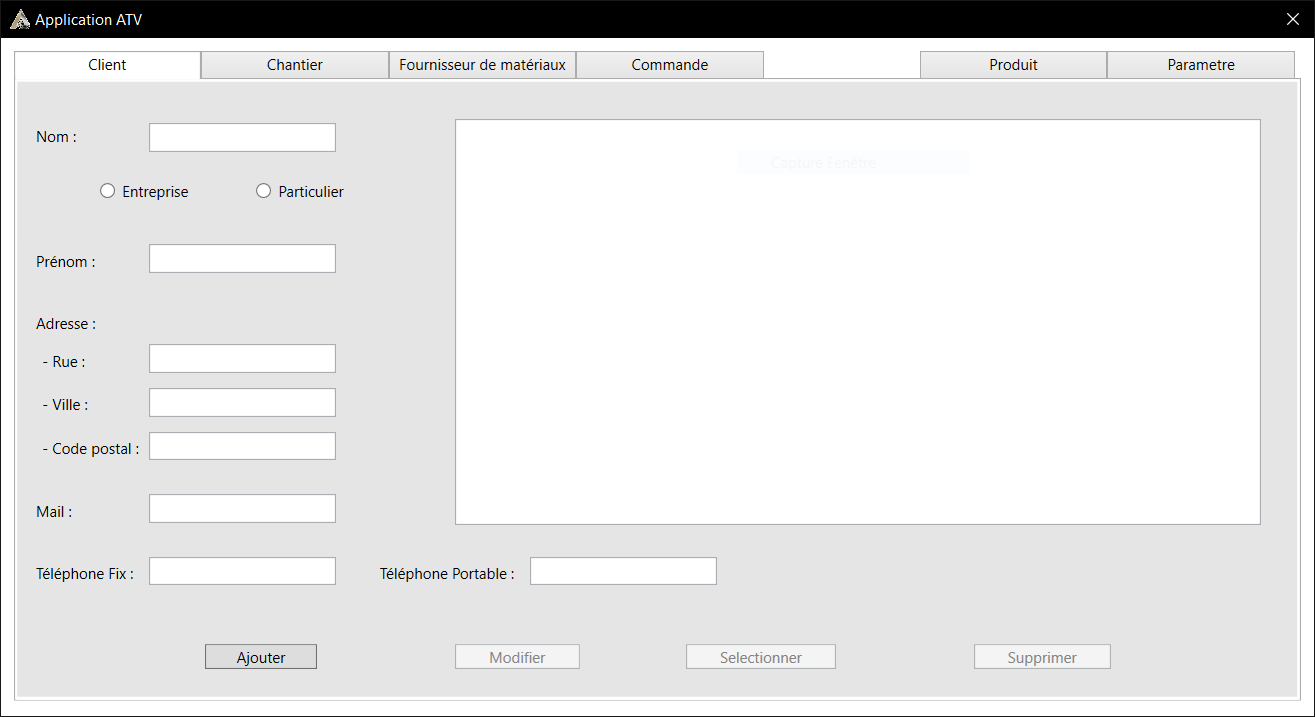 Application ATV
Client Chantier Fournisseur de matériaux Commande Produit Parametre
Nom :
Capture Fenêtre
Entreprise Particulier
Prénom :
Adresse :
- Rue :
- Ville :
- Code postal :
Mail :
Téléphone Fix : Téléphone Portable :
Ajouter Modifier Selectionner Supprimer